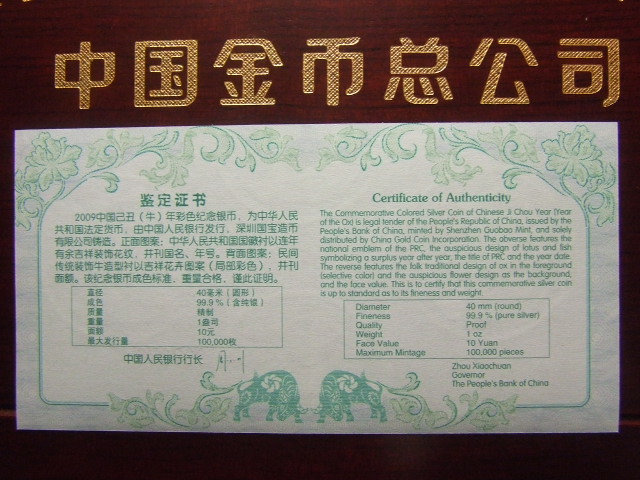 中国金币总公司
鉴定证书
2009中国己丑（牛）年彩色纪念银币，为中华人民
共和国法定货币，由中国人民银行发行，深圳国宝造币
有限公司铸造。正面图案：中华人民共和国国徽衬以连年
有余吉祥装饰花纹，并刊国名、年号。背面图案：民间
传统装饰牛造型衬以吉祥花卉图案（局部彩色），并刊
面额。该纪念银币成色标准，重量合格，谨此证明。
直径 40毫米（圆形）
成色 99.9％（含纯银）
质量 精制
重量 1盎司
面额 10元
最大发行量 100,000枚
中国人民银行行长
Certificate of Authenticity
The Commemorative Colored Silver Coin of Chinese Ji Chou Year (Year
of the Ox) is legal tender of the People's Republic of China, issued by the
People's Bank of China, minted by Shenzhen Guobao Mint, and solely
distributed by China Gold Coin Incorporation. The obverse features the
national emblem of the PRC, the auspicious design of lotus and fish
symbolizing a surplus year after year, the title of PRC and the year date.
The reverse features the folk traditional design of ox in the foreground
(selective color) and the auspicious flower design as the background,
and the face value. This is to certify that this commemorative silver coin
is up to standard as to its fineness and weight.
Diameter 40 mm (round)
Fineness 99.9 % (pure silver)
Quality Proof
Weight 1 oz
Face Value 10 Yuan
Maximum Mintage 100,000 pieces
Zhou Xiaochuan
Governor
The People's Bank of China